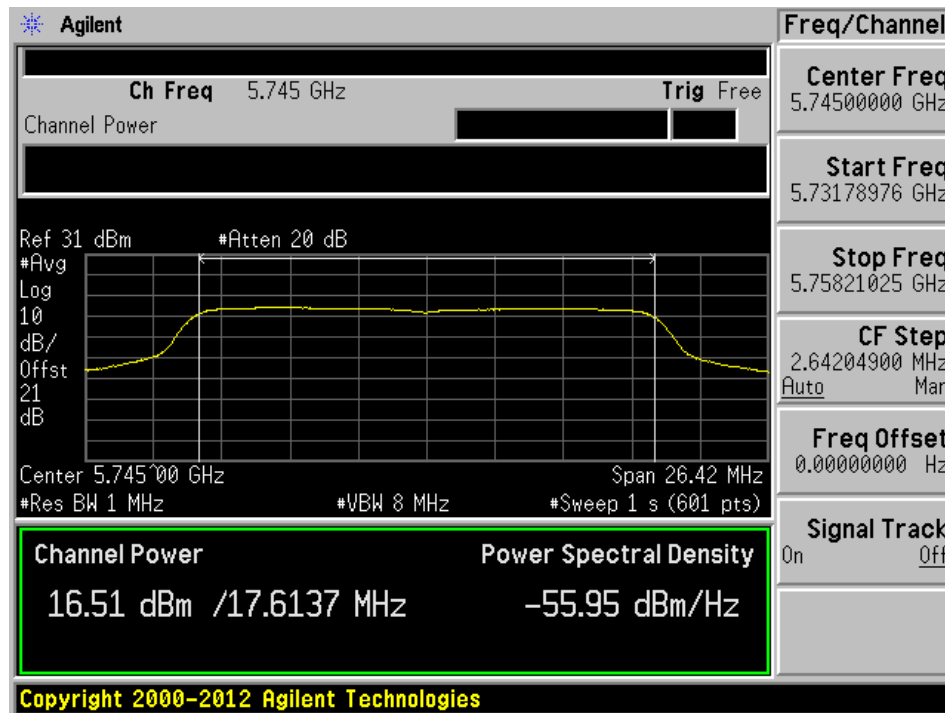 Agilent
Freq/Channel
Ch Freq 5.745 GHz Trig Free
Channel Power
Ref 31 dBm #Atten 20 dB
#Avg
Log
10
dB/
Offst
21
dB
Center 5.745 00 GHz Span 26.42 MHz
#Res BW 1 MHz #VBW 8 MHz #Sweep 1 s (601 pts)
Channel Power Power Spectral Density
16.51 dBm /17.6137 MHz -55.95 dBm/Hz
Copyright 2000-2012 Agilent Technologies
Center Freq
5.74500000 GHz
Start Freq
5.73178976 GHz
Stop Freq
5.75821025 GHz
CF Step
2.64204900 MHz
Auto Man
Freq Offset
0.00000000 Hz
Signal Track
On Off